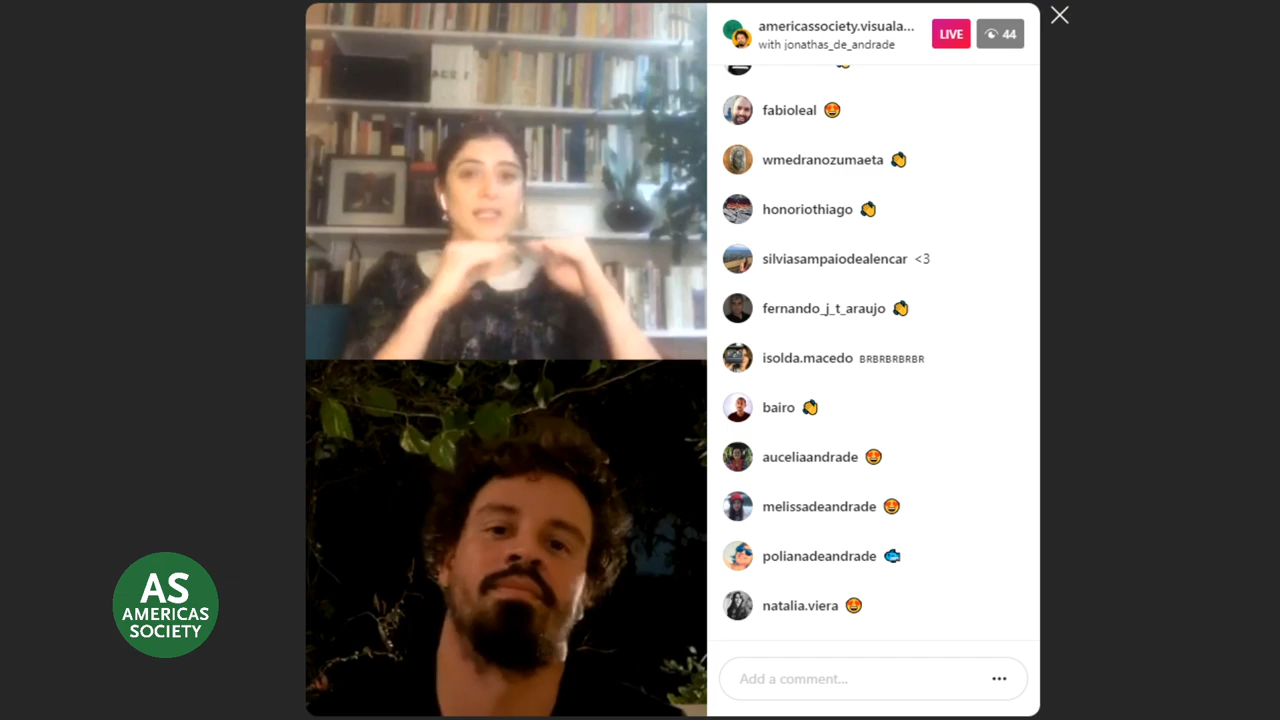 americassociety.visuala...
with jonathas_de_andrade
LIVE
44
fabioleal
wmedranozumaeta
honoriothiago
silviasampaiodealencar <3
fernando_j_t_araujo
isolda.macedo BRBRBRBRBR
bairo
auceliaandrade
melissadeandrade
polianadeandrade
natalia.viera
Add a comment...
AS
AMERICAS
SOCIETY